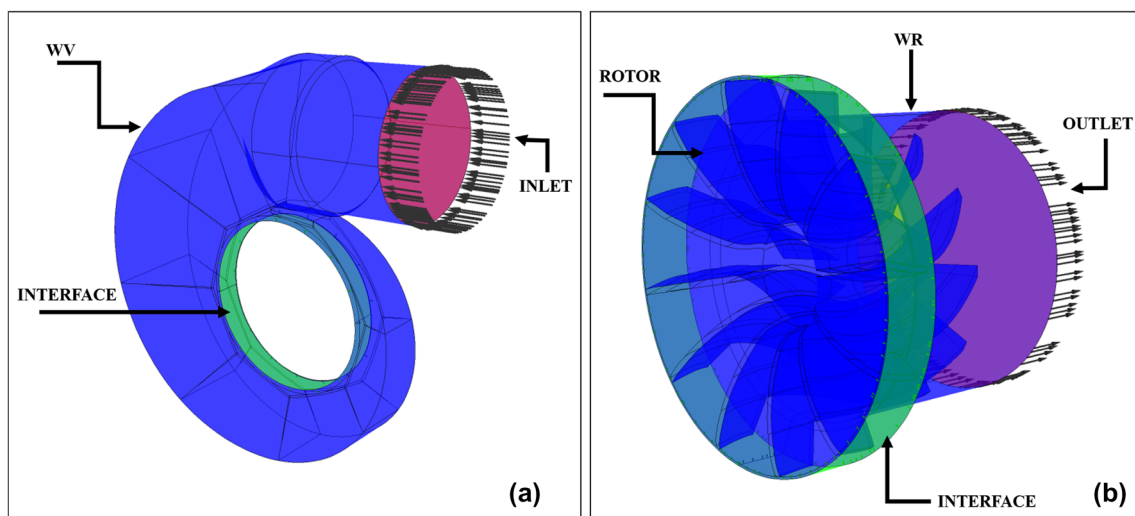 WV
INLET
INTERFACE
(a)
WR
ROTOR
OUTLET
INTERFACE
(b)